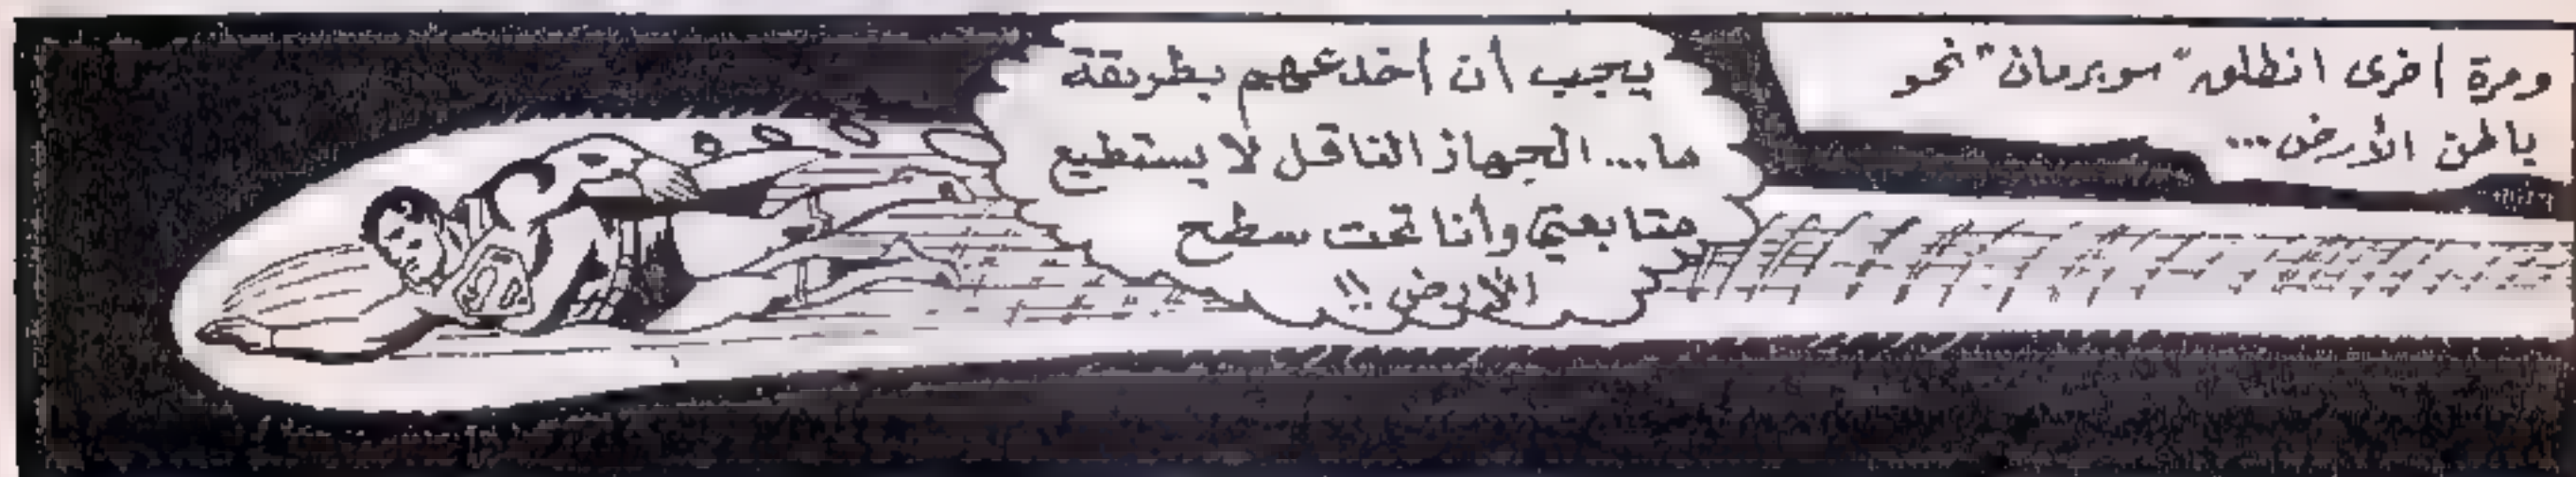 ومرة أخرى انطلق "سوبرمان" نحو
باطن الأرض...
يجب أن أخدعهم بطريقة
ما... الجهاز الناقل لا يستطيع
متابعتي وأنا تحت سطح
الأرض !!